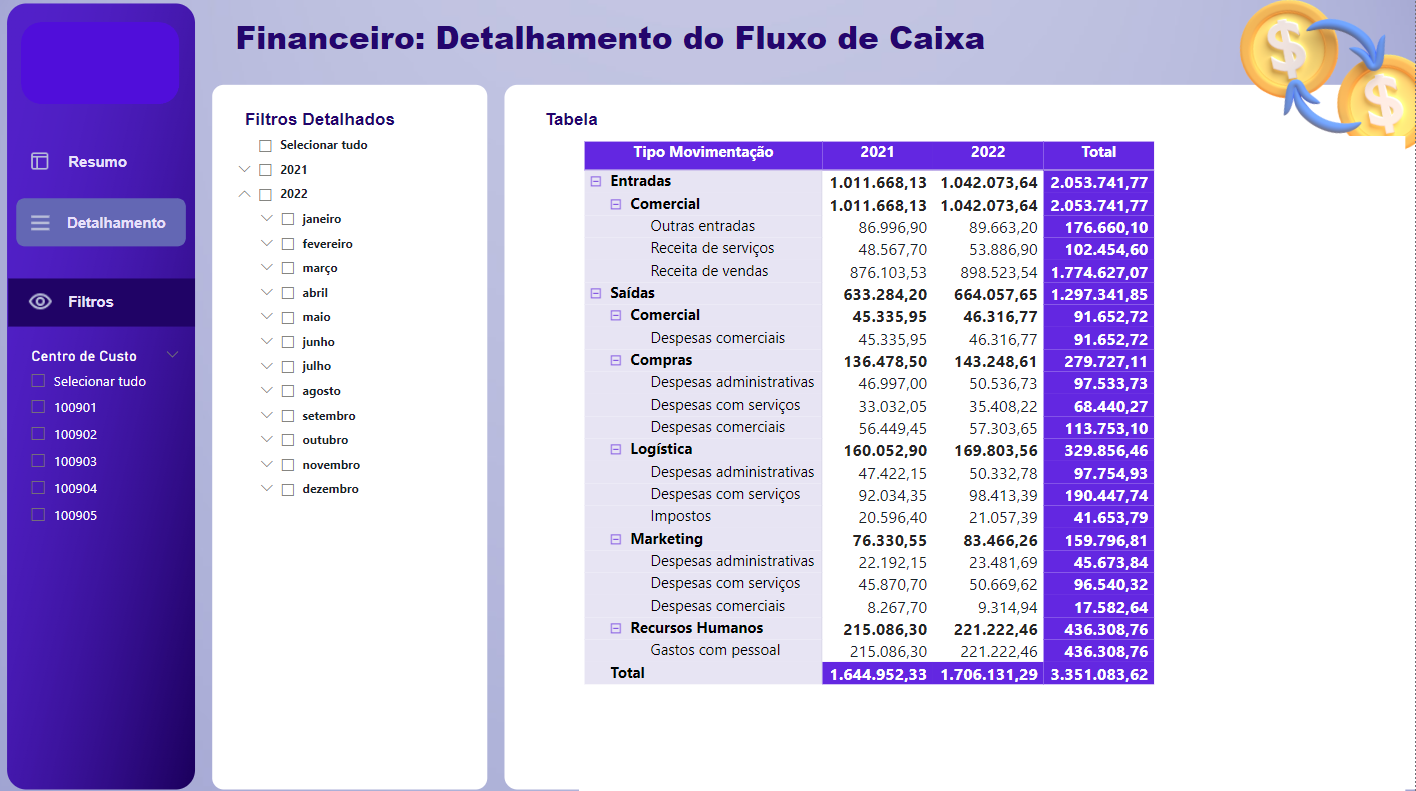 Financeiro: Detalhamento do Fluxo de Caixa
Resumo
Detalhamento
Filtros
Centro de Custo
Selecionar tudo
100901
100902
100903
100904
100905
Filtros Detalhados
Selecionar tudo
2021
2022
janeiro
fevereiro
março
abril
maio
junho
julho
agosto
setembro
outubro
novembro
dezembro
Tabela
Tipo Movimentação 2021 2022 Total
Entradas 1.011.668,13 1.042.073,64 2.053.741,77
Comercial 1.011.668,13 1.042.073,64 2.053.741,77
Outras entradas 86.996,90 89.663,20 176.660,10
Receita de serviços 48.567,70 53.886,90 102.454,60
Receita de vendas 876.103,53 898.523,54 1.774.627,07
Saídas 633.284,20 664.057,65 1.297.341,85
Comercial 45.335,95 46.316,77 91.652,72
Despesas comerciais 45.335,95 46.316,77 91.652,72
Compras 136.478,50 143.248,61 279.727,11
Despesas administrativas 46.997,00 50.536,73 97.533,73
Despesas com serviços 33.032,05 35.408,22 68.440,27
Despesas comerciais 56.449,45 57.303,65 113.753,10
Logística 160.052,90 169.803,56 329.856,46
Despesas administrativas 47.422,15 50.332,78 97.754,93
Despesas com serviços 92.034,35 98.413,39 190.447,74
Impostos 20.596,40 21.057,39 41.653,79
Marketing 76.330,55 83.466,26 159.796,81
Despesas administrativas 22.192,15 23.481,69 45.673,84
Despesas com serviços 45.870,70 50.669,62 96.540,32
Despesas comerciais 8.267,70 9.314,94 17.582,64
Recursos Humanos 215.086,30 221.222,46 436.308,76
Gastos com pessoal 215.086,30 221.222,46 436.308,76
Total 1.644.952,33 1.706.131,29 3.351.083,62